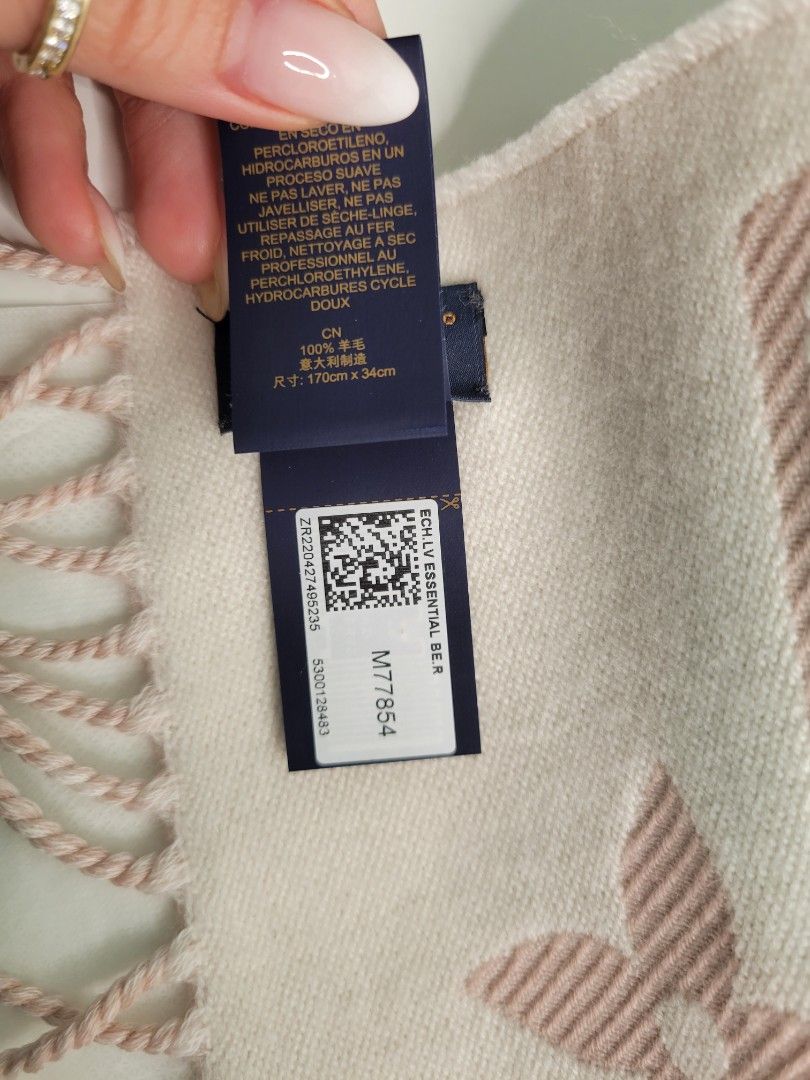 EN SECO EN
PERCLOROETILENO,
HIDROCARBUROS EN UN
PROCESO SUAVE
NE PAS LAVER, NE PAS
JAVELLISER, NE PAS
UTILISER DE SÈCHE-LINGE,
REPASSAGE AU FER
FROID, NETTOYAGE A SEC
PROFESSIONNEL AU
PERCHLOROETHYLENE,
HYDROCARBURES CYCLE
DOUX
CN
100% 羊毛
意大利制造
尺寸: 170cm x 34cm
ECH.LV ESSENTIAL BE.R
M77854
ZR220427495235 5300128483